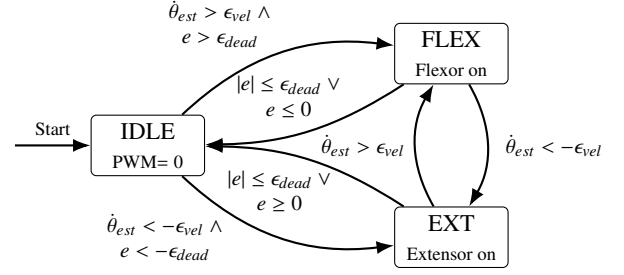 θ̇_est > ϵ_vel ∧
e > ϵ_dead
FLEX
Flexor on
|e| ≤ ϵ_dead ∨
e ≤ 0
Start
IDLE
PWM= 0
θ̇_est > ϵ_vel
θ̇_est < −ϵ_vel
|e| ≤ ϵ_dead ∨
e ≥ 0
θ̇_est < −ϵ_vel ∧
e < −ϵ_dead
EXT
Extensor on